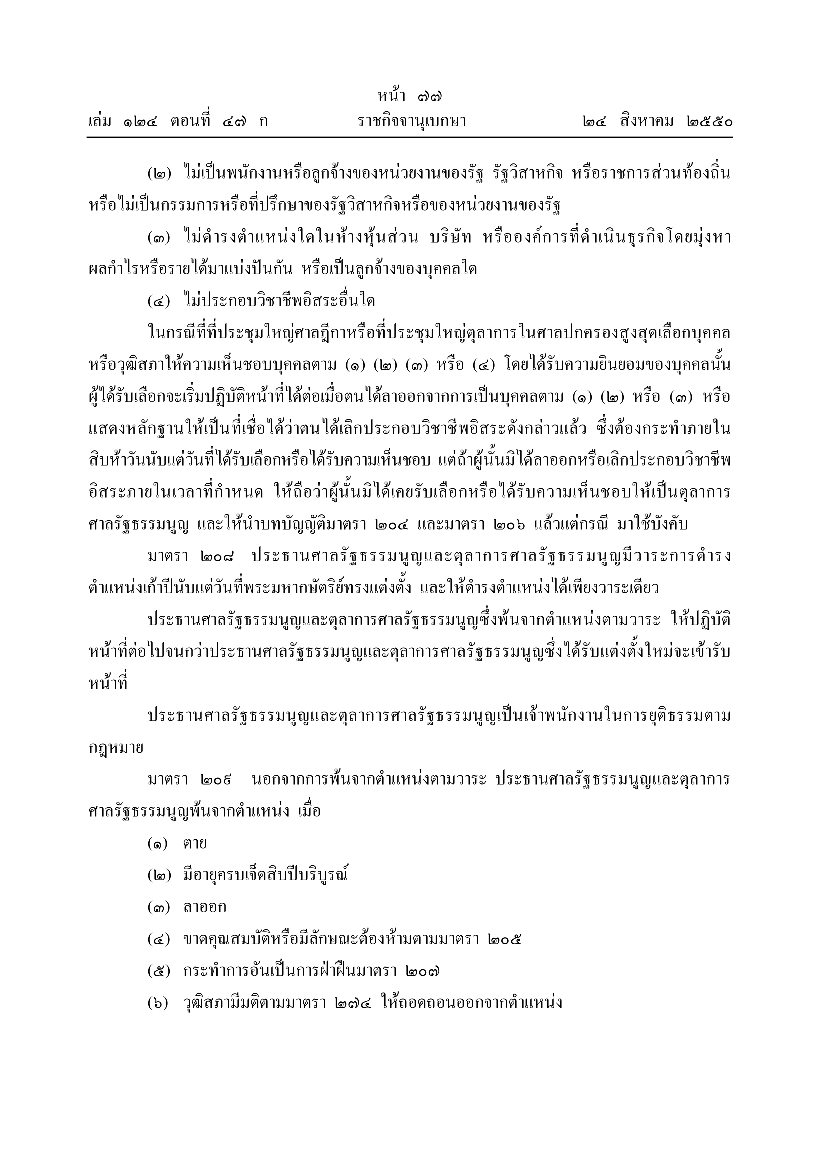 หน้า ๗๗
เล่ม ๑๒๔ ตอนที่ ๔๗ ก ราชกิจจานุเบกษา ๒๔ สิงหาคม ๒๕๕๐
(๒) ไม่เป็นพนักงานหรือลูกจ้างของหน่วยงานของรัฐ รัฐวิสาหกิจ หรือราชการส่วนท้องถิ่น
หรือไม่เป็นกรรมการหรือที่ปรึกษาของรัฐวิสาหกิจหรือของหน่วยงานของรัฐ
(๓) ไม่ดำรงตำแหน่งใดในห้างหุ้นส่วน บริษัท หรือองค์การที่ดำเนินธุรกิจโดยมุ่งหา
ผลกำไรหรือรายได้มาแบ่งปันกัน หรือเป็นลูกจ้างของบุคคลใด
(๔) ไม่ประกอบวิชาชีพอิสระอื่นใด
ในกรณีที่ที่ประชุมใหญ่ศาลฎีกาหรือที่ประชุมใหญ่ตุลาการในศาลปกครองสูงสุดเลือกบุคคล
หรือวุฒิสภาให้ความเห็นชอบบุคคลตาม (๑) (๒) (๓) หรือ (๔) โดยได้รับความยินยอมของบุคคลนั้น
ผู้ได้รับเลือกจะเริ่มปฏิบัติหน้าที่ได้ต่อเมื่อตนได้ลาออกจากการเป็นบุคคลตาม (๑) (๒) หรือ (๓) หรือ
แสดงหลักฐานให้เป็นที่เชื่อได้ว่าตนได้เลิกประกอบวิชาชีพอิสระดังกล่าวแล้ว ซึ่งต้องกระทำภายใน
สิบห้าวันนับแต่วันที่ได้รับเลือกหรือได้รับความเห็นชอบ แต่ถ้าผู้นั้นมิได้ลาออกหรือเลิกประกอบวิชาชีพ
อิสระภายในเวลาที่กำหนด ให้ถือว่าผู้นั้นมิได้เคยรับเลือกหรือได้รับความเห็นชอบให้เป็นตุลาการ
ศาลรัฐธรรมนูญ และให้นำบทบัญญัติมาตรา ๒๐๔ และมาตรา ๒๐๖ แล้วแต่กรณี มาใช้บังคับ
มาตรา ๒๐๘ ประธานศาลรัฐธรรมนูญและตุลาการศาลรัฐธรรมนูญมีวาระการดำรง
ตำแหน่งเก้าปีนับแต่วันที่พระมหากษัตริย์ทรงแต่งตั้ง และให้ดำรงตำแหน่งได้เพียงวาระเดียว
ประธานศาลรัฐธรรมนูญและตุลาการศาลรัฐธรรมนูญซึ่งพ้นจากตำแหน่งตามวาระ ให้ปฏิบัติ
หน้าที่ต่อไปจนกว่าประธานศาลรัฐธรรมนูญและตุลาการศาลรัฐธรรมนูญซึ่งได้รับแต่งตั้งใหม่จะเข้ารับ
หน้าที่
ประธานศาลรัฐธรรมนูญและตุลาการศาลรัฐธรรมนูญเป็นเจ้าพนักงานในการยุติธรรมตาม
กฎหมาย
มาตรา ๒๐๙ นอกจากการพ้นจากตำแหน่งตามวาระ ประธานศาลรัฐธรรมนูญและตุลาการ
ศาลรัฐธรรมนูญพ้นจากตำแหน่ง เมื่อ
(๑) ตาย
(๒) มีอายุครบเจ็ดสิบปีบริบูรณ์
(๓) ลาออก
(๔) ขาดคุณสมบัติหรือมีลักษณะต้องห้ามตามมาตรา ๒๐๕
(๕) กระทำการอันเป็นการฝ่าฝืนมาตรา ๒๐๗
(๖) วุฒิสภามีมติตามมาตรา ๒๗๔ ให้ถอดถอนออกจากตำแหน่ง